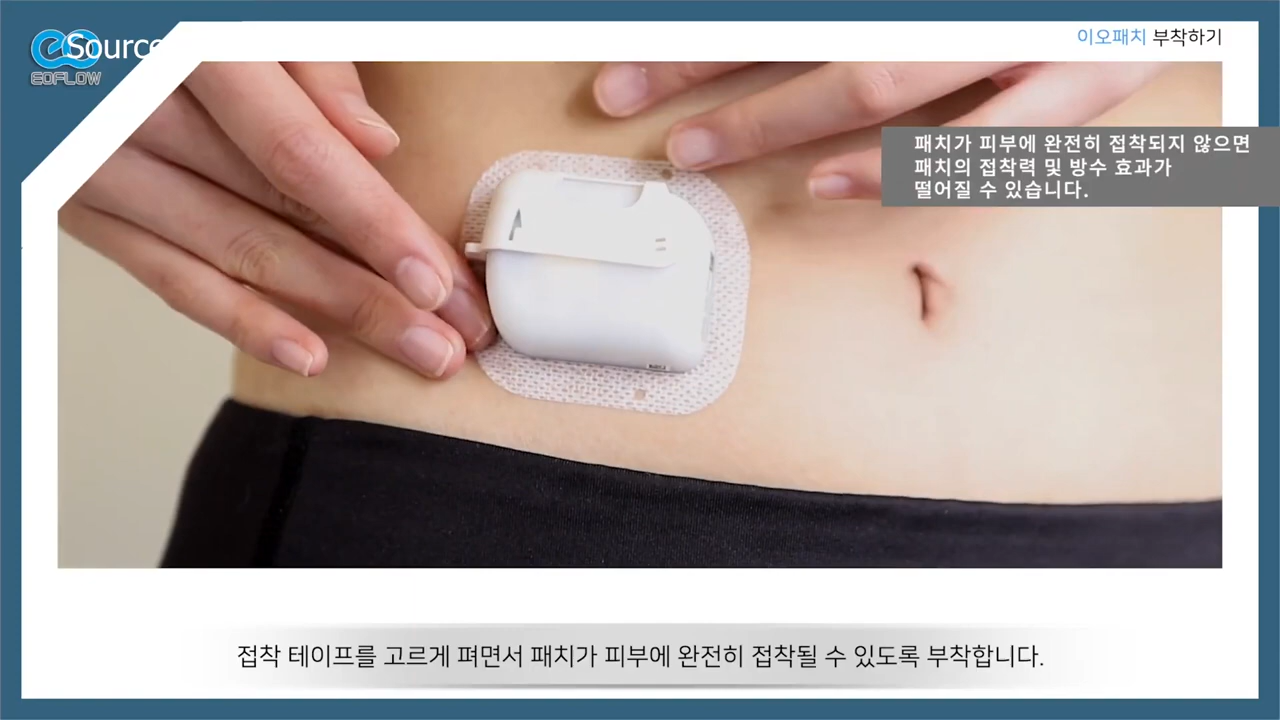 Source
EOFLOW
이오패치 부착하기
패치가 피부에 완전히 접착되지 않으면
패치의 접착력 및 방수 효과가
떨어질 수 있습니다.
접착 테이프를 고르게 펴면서 패치가 피부에 완전히 접착될 수 있도록 부착합니다.